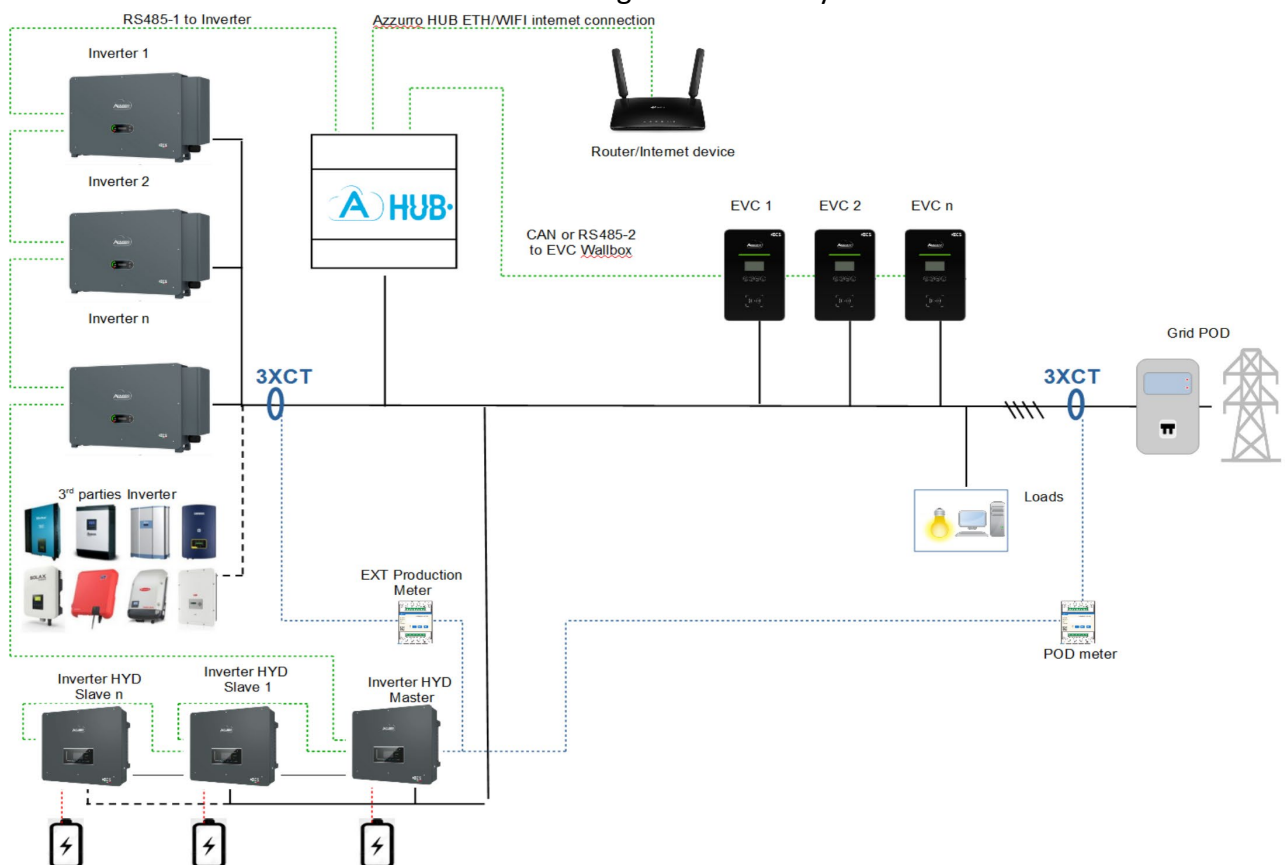 RS485-1 to Inverter
Azzurro HUB ETH/WIFI internet connection
Inverter 1
Router/Internet device
Inverter 2
A HUB
EVC 1
EVC 2
EVC n
CAN or RS485-2
to EVC Wallbox
Inverter n
Grid POD
3XCT
3XCT
3rd parties Inverter
Loads
SOLAX
EXT Production
Meter
POD meter
Inverter HYD
Slave n
Inverter HYD
Slave 1
Inverter HYD
Master